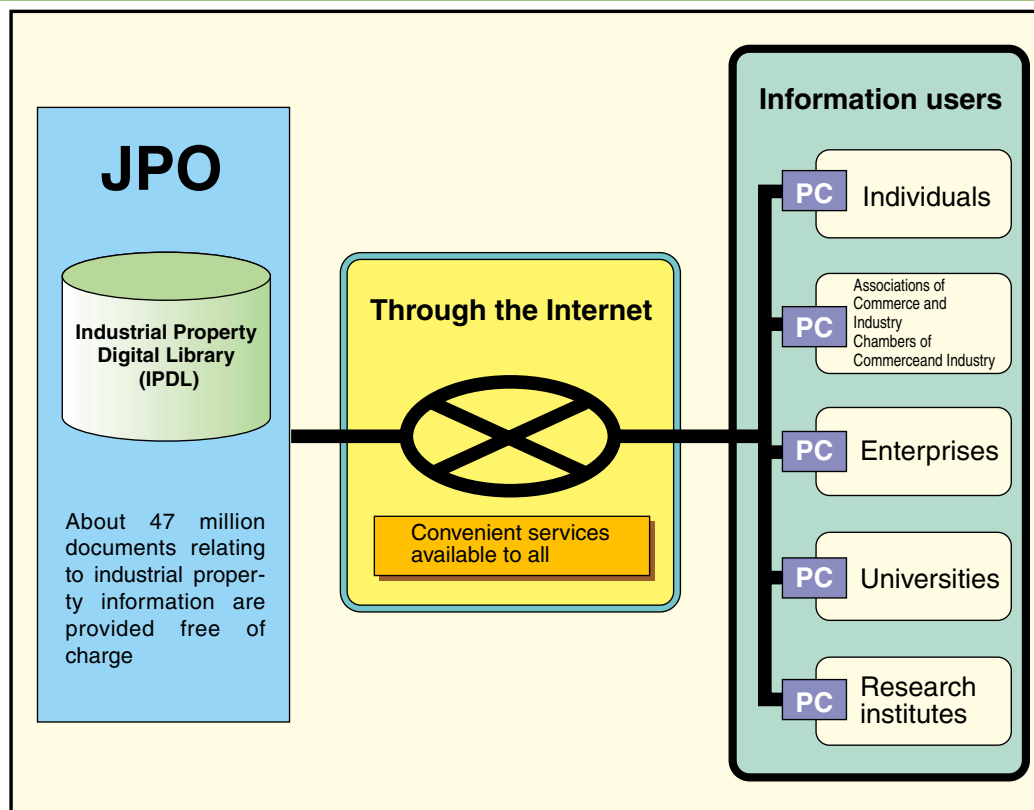 JPO
Industrial Property
Digital Library
(IPDL)
About 47 million
documents relating
to industrial proper-
ty information are
provided free of
charge
Through the Internet
Convenient services
available to all
Information users
PC
Individuals
PC
Associations of
Commerce and
Industry
Chambers of
Commerceand Industry
PC
Enterprises
PC
Universities
PC
Research
institutes